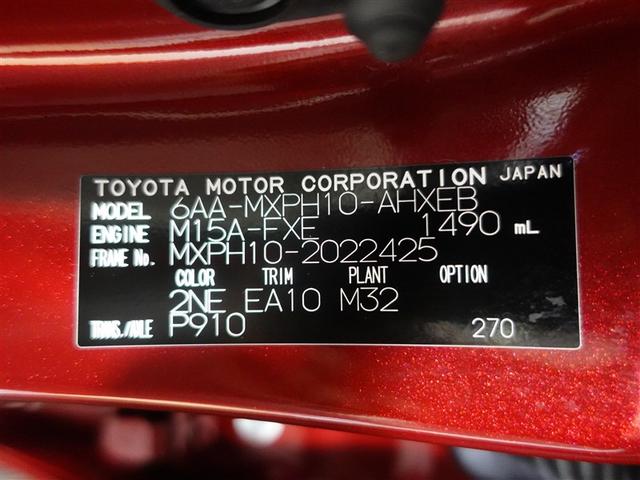 TOYOTA MOTOR CORPORATION JAPAN
MODEL 6AA-MXPH10-AHXEB
ENGINE M15A-FXE 1490 mL
FRAME No. MXPH10-2022425
COLOR TRIM PLANT OPTION
2NE EA10 M32
TRANS./AXLE P910 270